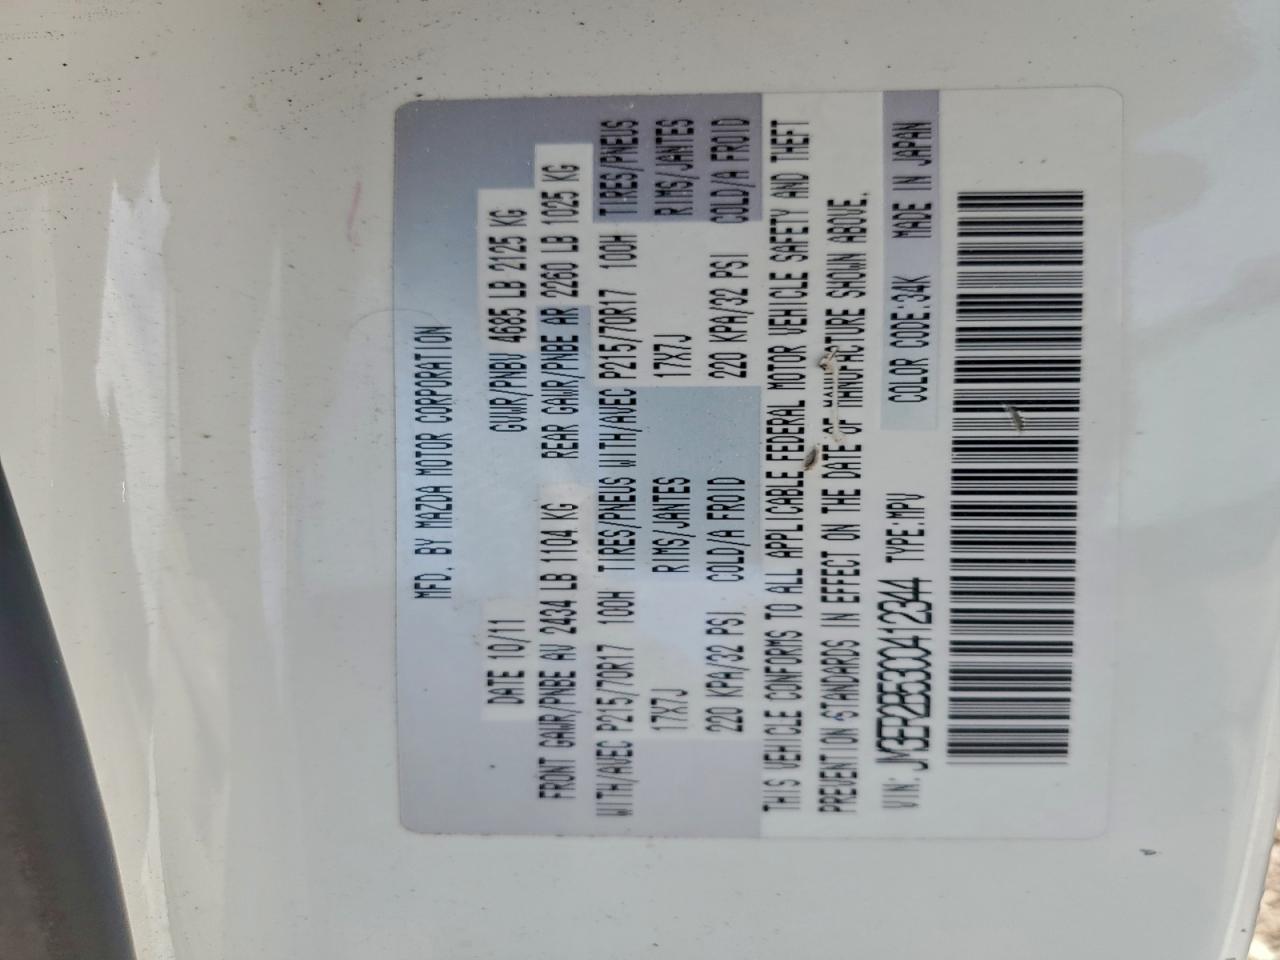 MFD. BY MAZDA MOTOR CORPORATION
DATE 10/11 GVWR/PNBV 4685 LB 2125 KG
FRONT GAWR/PNBE AV 2434 LB 1104 KG REAR GAWR/PNBE AR 2260 LB 1025 KG
WITH/AVEC P215/70R17 100H TIRES/PNEUS WITH/AVEC P215/70R17 100H TIRES/PNEUS
17X7J RIMS/JANTES 17X7J RIMS/JANTES
220 KPA/32 PSI COLD/A FROID 220 KPA/32 PSI COLD/A FROID
THIS VEHICLE CONFORMS TO ALL APPLICABLE FEDERAL MOTOR VEHICLE SAFETY AND THEFT
PREVENTION STANDARDS IN EFFECT ON THE DATE OF MANUFACTURE SHOWN ABOVE.
VIN: TYPE:MPV COLOR CODE:34K MADE IN JAPAN